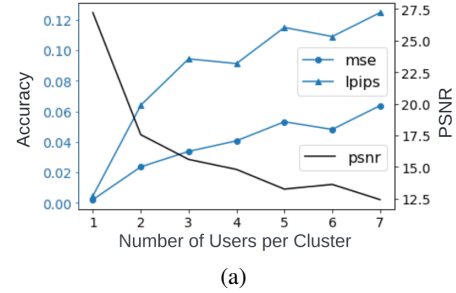 0.12
0.10
0.08
0.06
0.04
0.02
0.00
Accuracy
27.5
25.0
22.5
20.0
17.5
15.0
12.5
PSNR
mse
lpips
psnr
1 2 3 4 5 6 7
Number of Users per Cluster
(a)